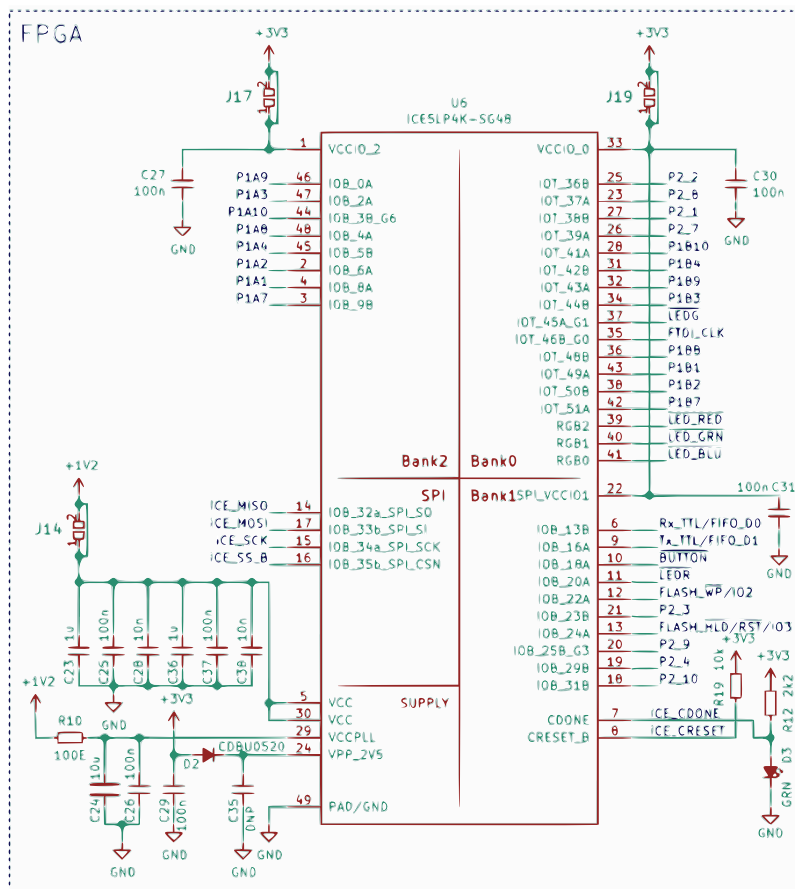 FPGA
+3V3
+3V3
J17
J19
U6
ICE5LP4K-SG48
1 VCCIO_2
VCCIO_0 33
C27
100n
GND
C30
100n
GND
P1A9 46 IOB_0A
P1A3 47 IOB_2A
P1A10 44 IOB_3B_G6
P1A8 48 IOB_4A
P1A4 45 IOB_5B
P1A2 2 IOB_6A
P1A1 4 IOB_8A
P1A7 3 IOB_9B
IOT_36B 25 P2_2
IOT_37A 23 P2_8
IOT_38B 27 P2_1
IOT_39A 26 P2_7
IOT_41A 28 P1B10
IOT_42B 31 P1B4
IOT_43A 32 P1B9
IOT_44B 34 P1B3
IOT_45A_G1 37 LEDG
IOT_46B_G0 35 FTDI_CLK
IOT_48B 36 P1B8
IOT_49A 43 P1B1
IOT_50B 38 P1B2
IOT_51A 42 P1B7
RGB2 39 LED_RED
RGB1 40 LED_GRN
RGB0 41 LED_BLU
Bank2 Bank0
SPI Bank1
SPI_VCCIO1 22
100n C31
GND
+1V2
J14
ICE_MISO 14 IOB_32a_SPI_SO
ICE_MOSI 17 IOB_33b_SPI_SI
ICE_SCK 15 IOB_34a_SPI_SCK
ICE_SS_B 16 IOB_35b_SPI_CSN
IOB_13B 6 Rx_TTL/FIFO_D0
IOB_16A 9 Tx_TTL/FIFO_D1
IOB_18A 10 BUTTON
IOB_20A 11 LEDR
IOB_22A 12 FLASH_WP/IO2
IOB_23B 21 P2_3
IOB_24A 13 FLASH_HLD/RST/IO3
IOB_25B_G3 20 P2_9
IOB_29B 19 P2_4
IOB_31B 18 P2_10
C23 1u
C25 100n
C28 10n
C36 1u
C37 100n
C38 10n
GND
+1V2
R10
100E
+3V3
SUPPLY
5 VCC
30 VCC
29 VCCPLL
24 VPP_2V5
49 PAD/GND
D2
CDBU0520
C24 10u
C26 100n
C29 100n
C35 DNP
GND
GND
GND
GND
CDONE 7 ICE_CDONE
CRESET_B 8 ICE_CRESET
+3V3
R19 10k
+3V3
R12 2k2
D3
GRN
GND